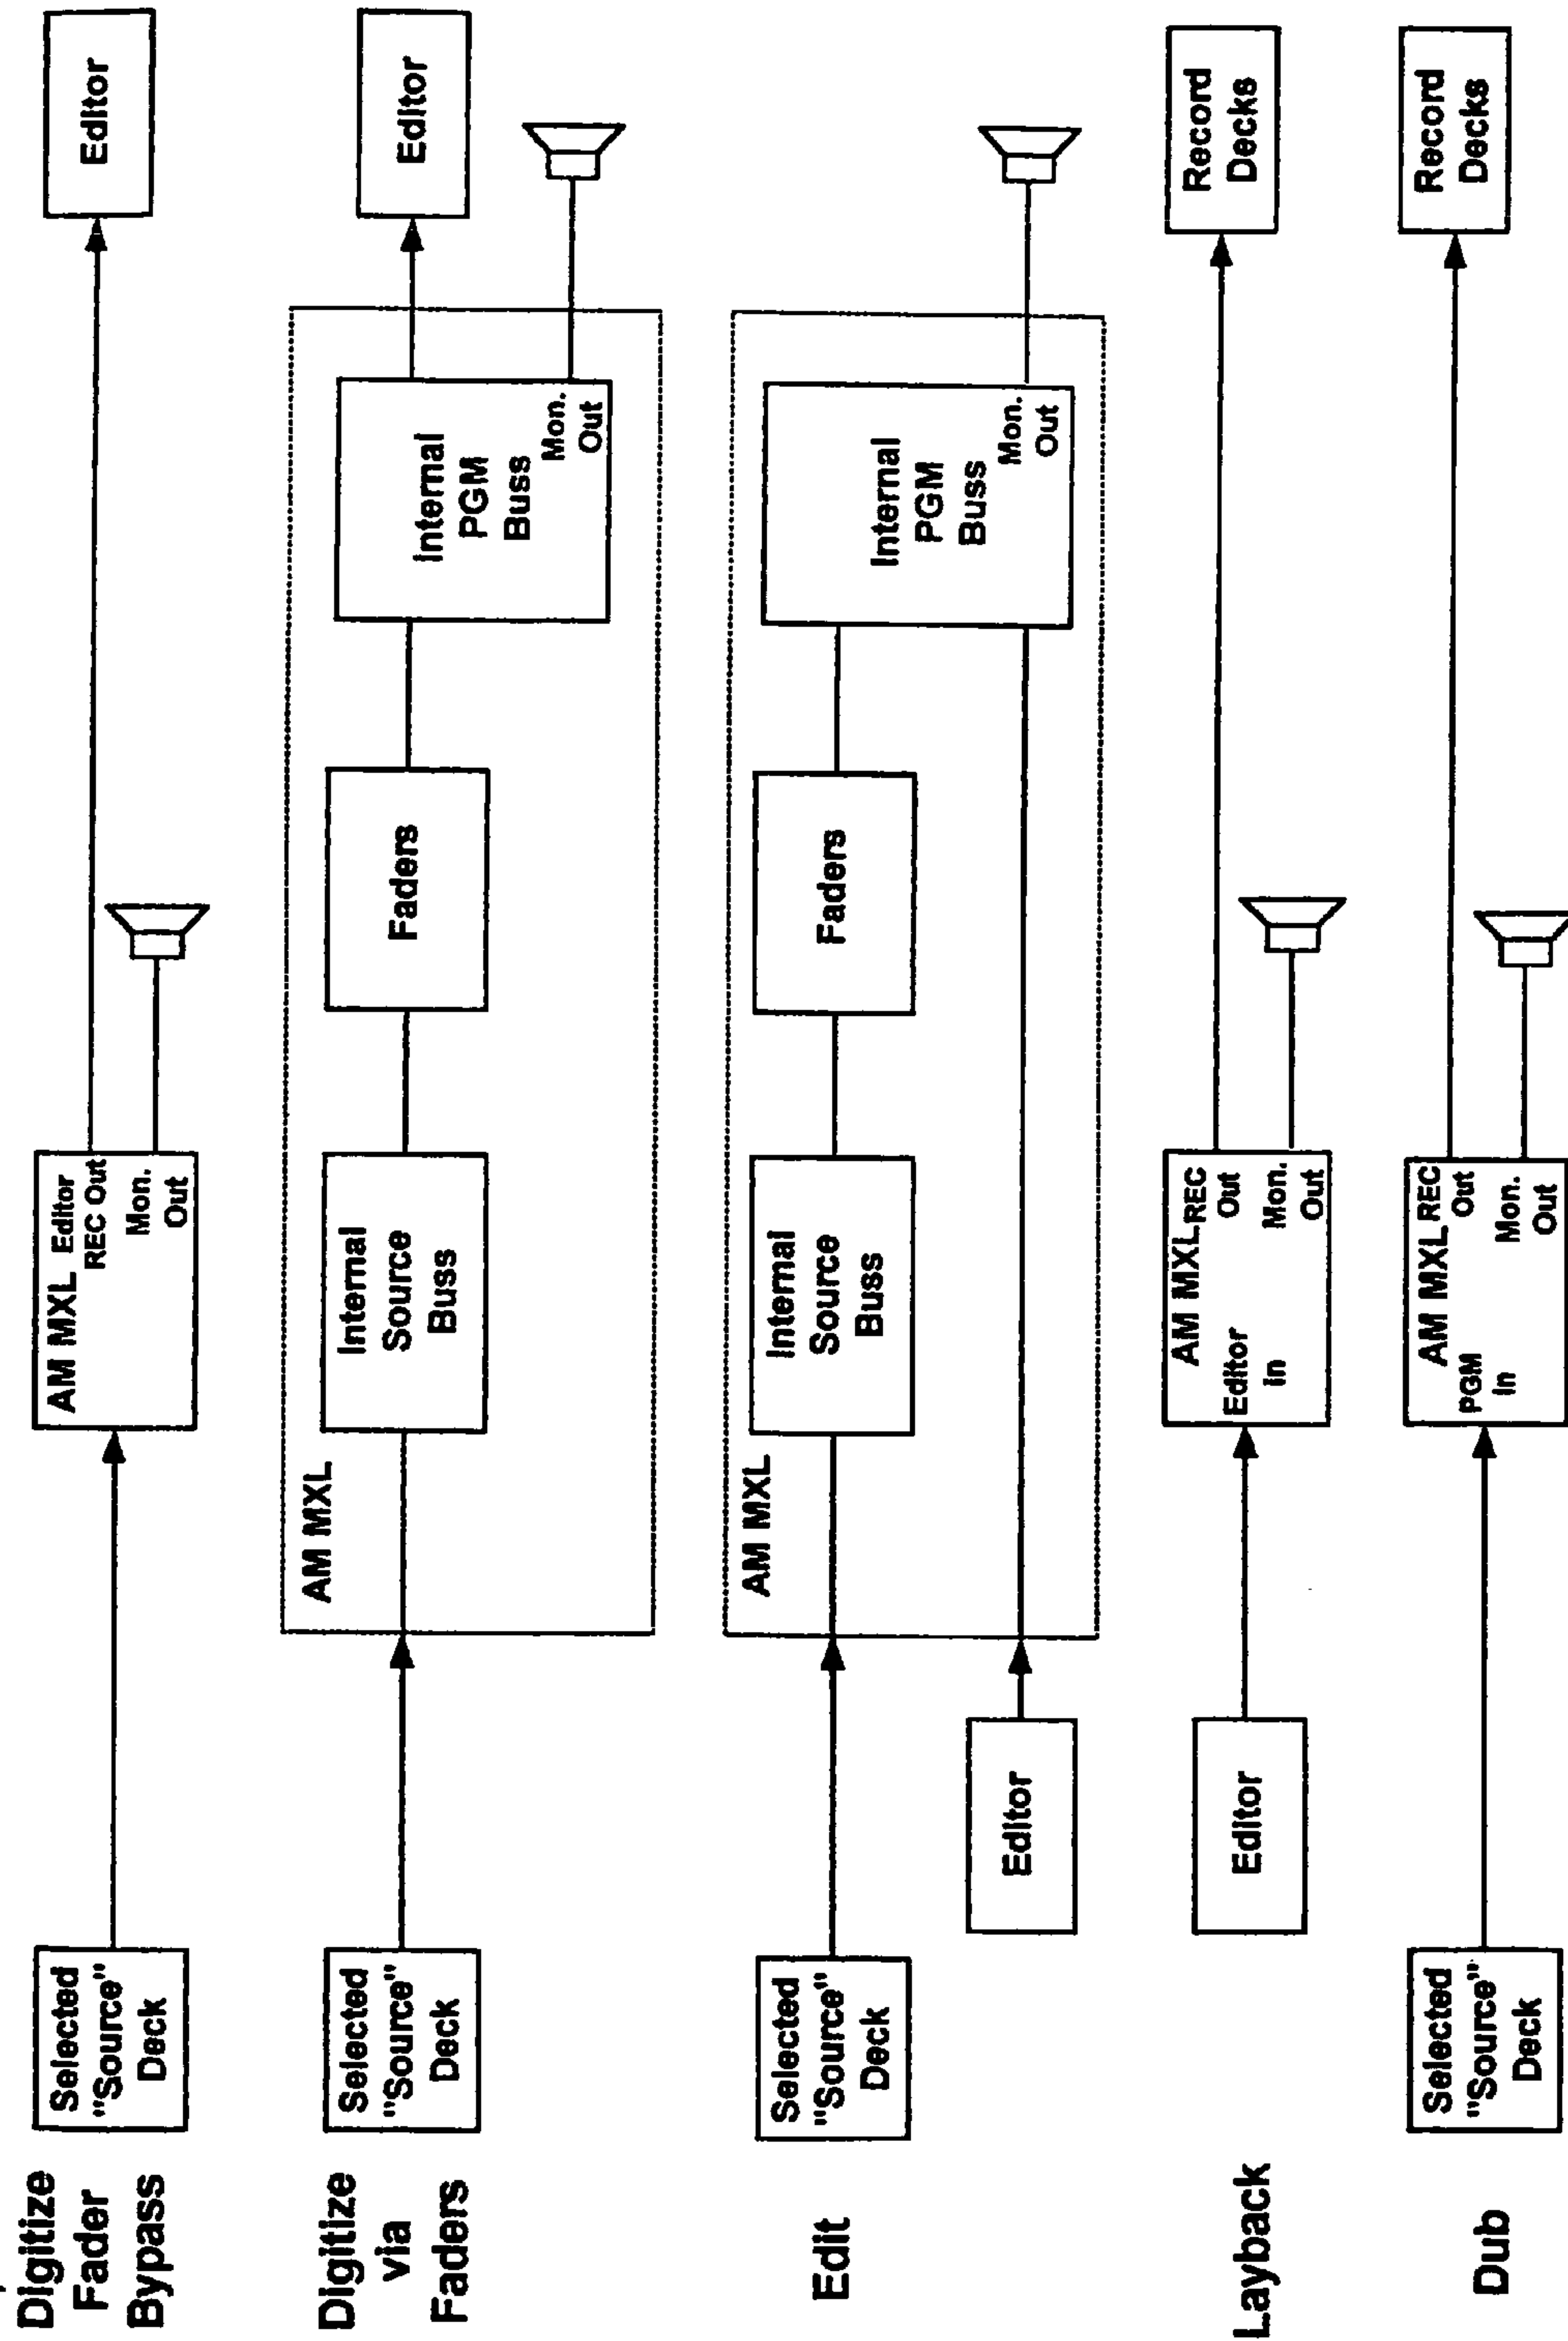 Digitize
Fader
Bypass
Selected
"Source"
Deck
AM MXL
Editor
REC Out
Mon.
Out
Editor
Digitize
via
Faders
Selected
"Source"
Deck
AM MXL
Internal
Source
Buss
Faders
Internal
PGM
Buss
Mon.
Out
Editor
Edit
Selected
"Source"
Deck
Editor
AM MXL
Internal
Source
Buss
Faders
Internal
PGM
Buss
Mon.
Out
Layback
Editor
AM MXL
Editor
In
REC
Out
Mon.
Out
Record
Decks
Dub
Selected
"Source"
Deck
AM MXL
PGM
In
REC
Out
Mon.
Out
Record
Decks